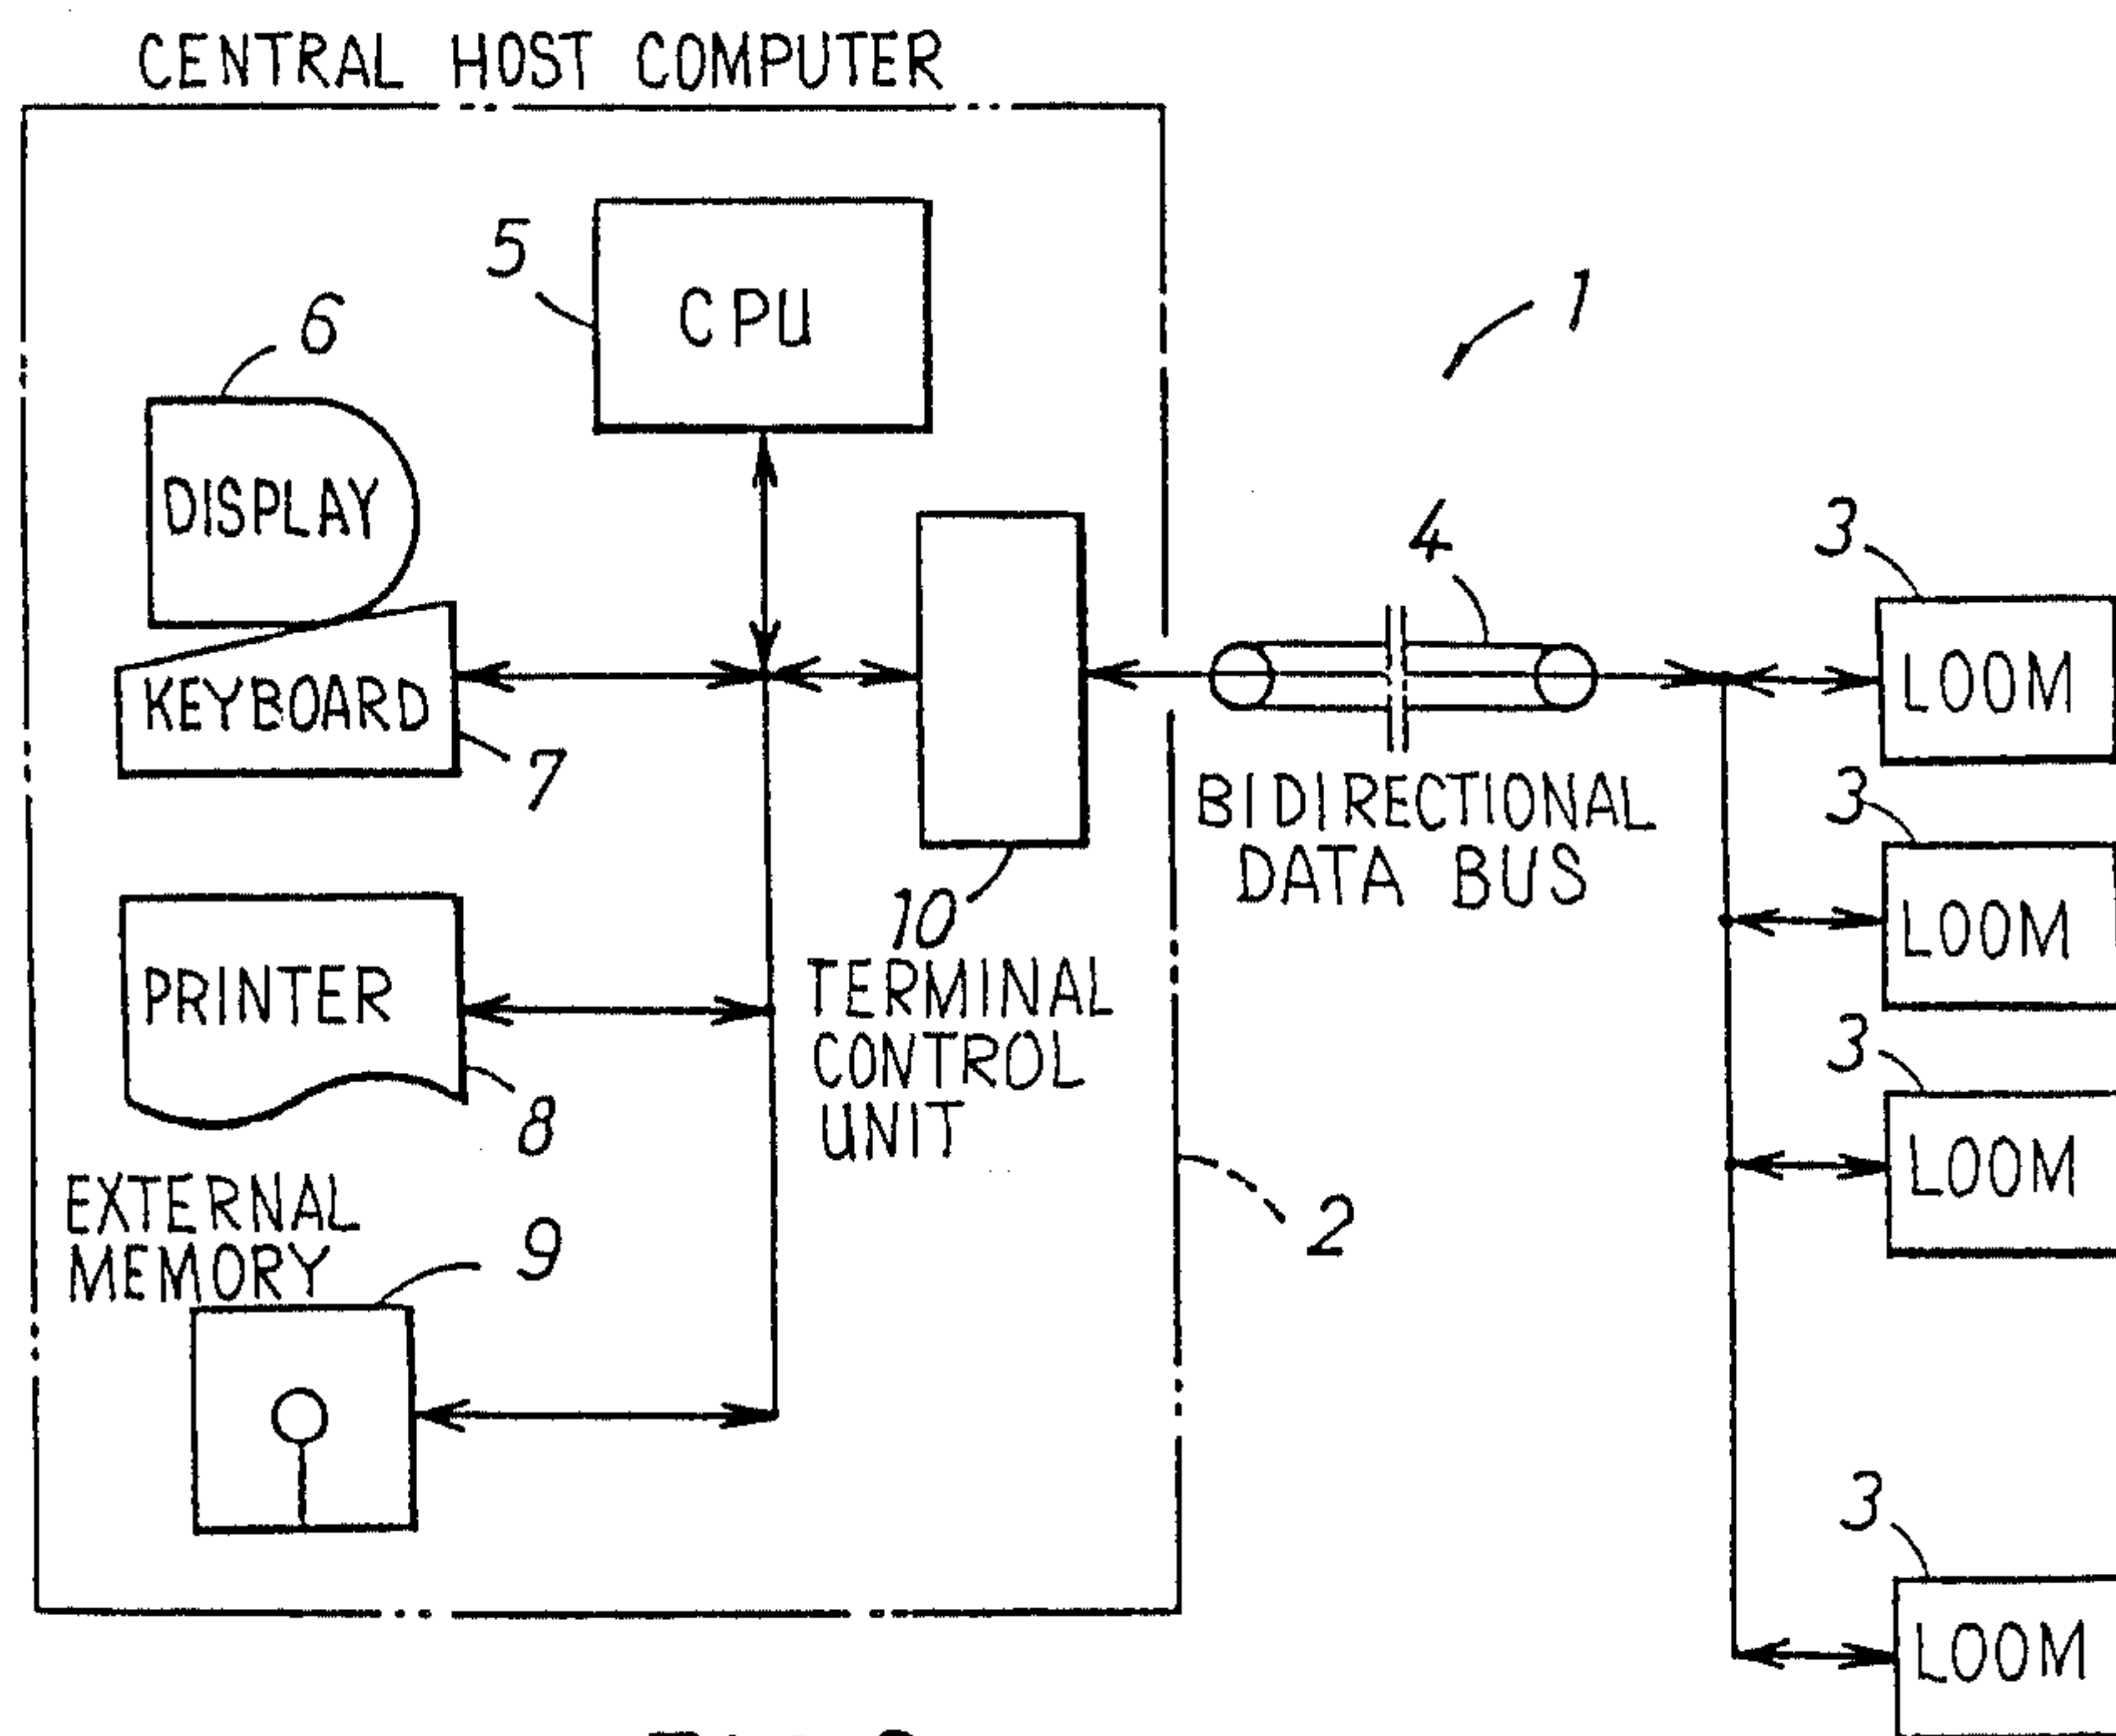 CENTRAL HOST COMPUTER
5
CPU
1
6
DISPLAY
4
3
LOOM
KEYBOARD
7
BIDIRECTIONAL
DATA BUS
3
LOOM
10
TERMINAL
CONTROL
UNIT
PRINTER
8
3
LOOM
2
EXTERNAL
MEMORY
9
3
LOOM